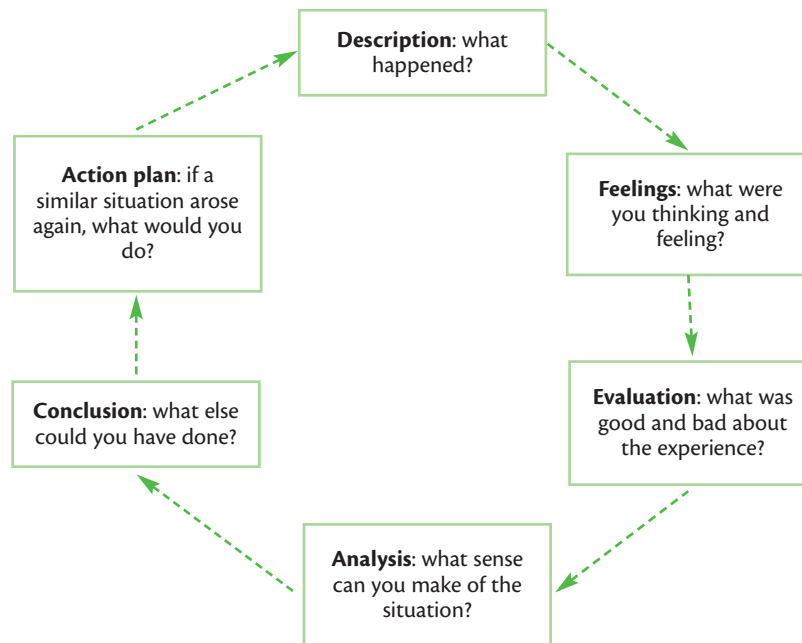 Description: what
happened?
Feelings: what were
you thinking and
feeling?
Evaluation: what was
good and bad about
the experience?
Analysis: what sense
can you make of the
situation?
Conclusion: what else
could you have done?
Action plan: if a
similar situation arose
again, what would you
do?